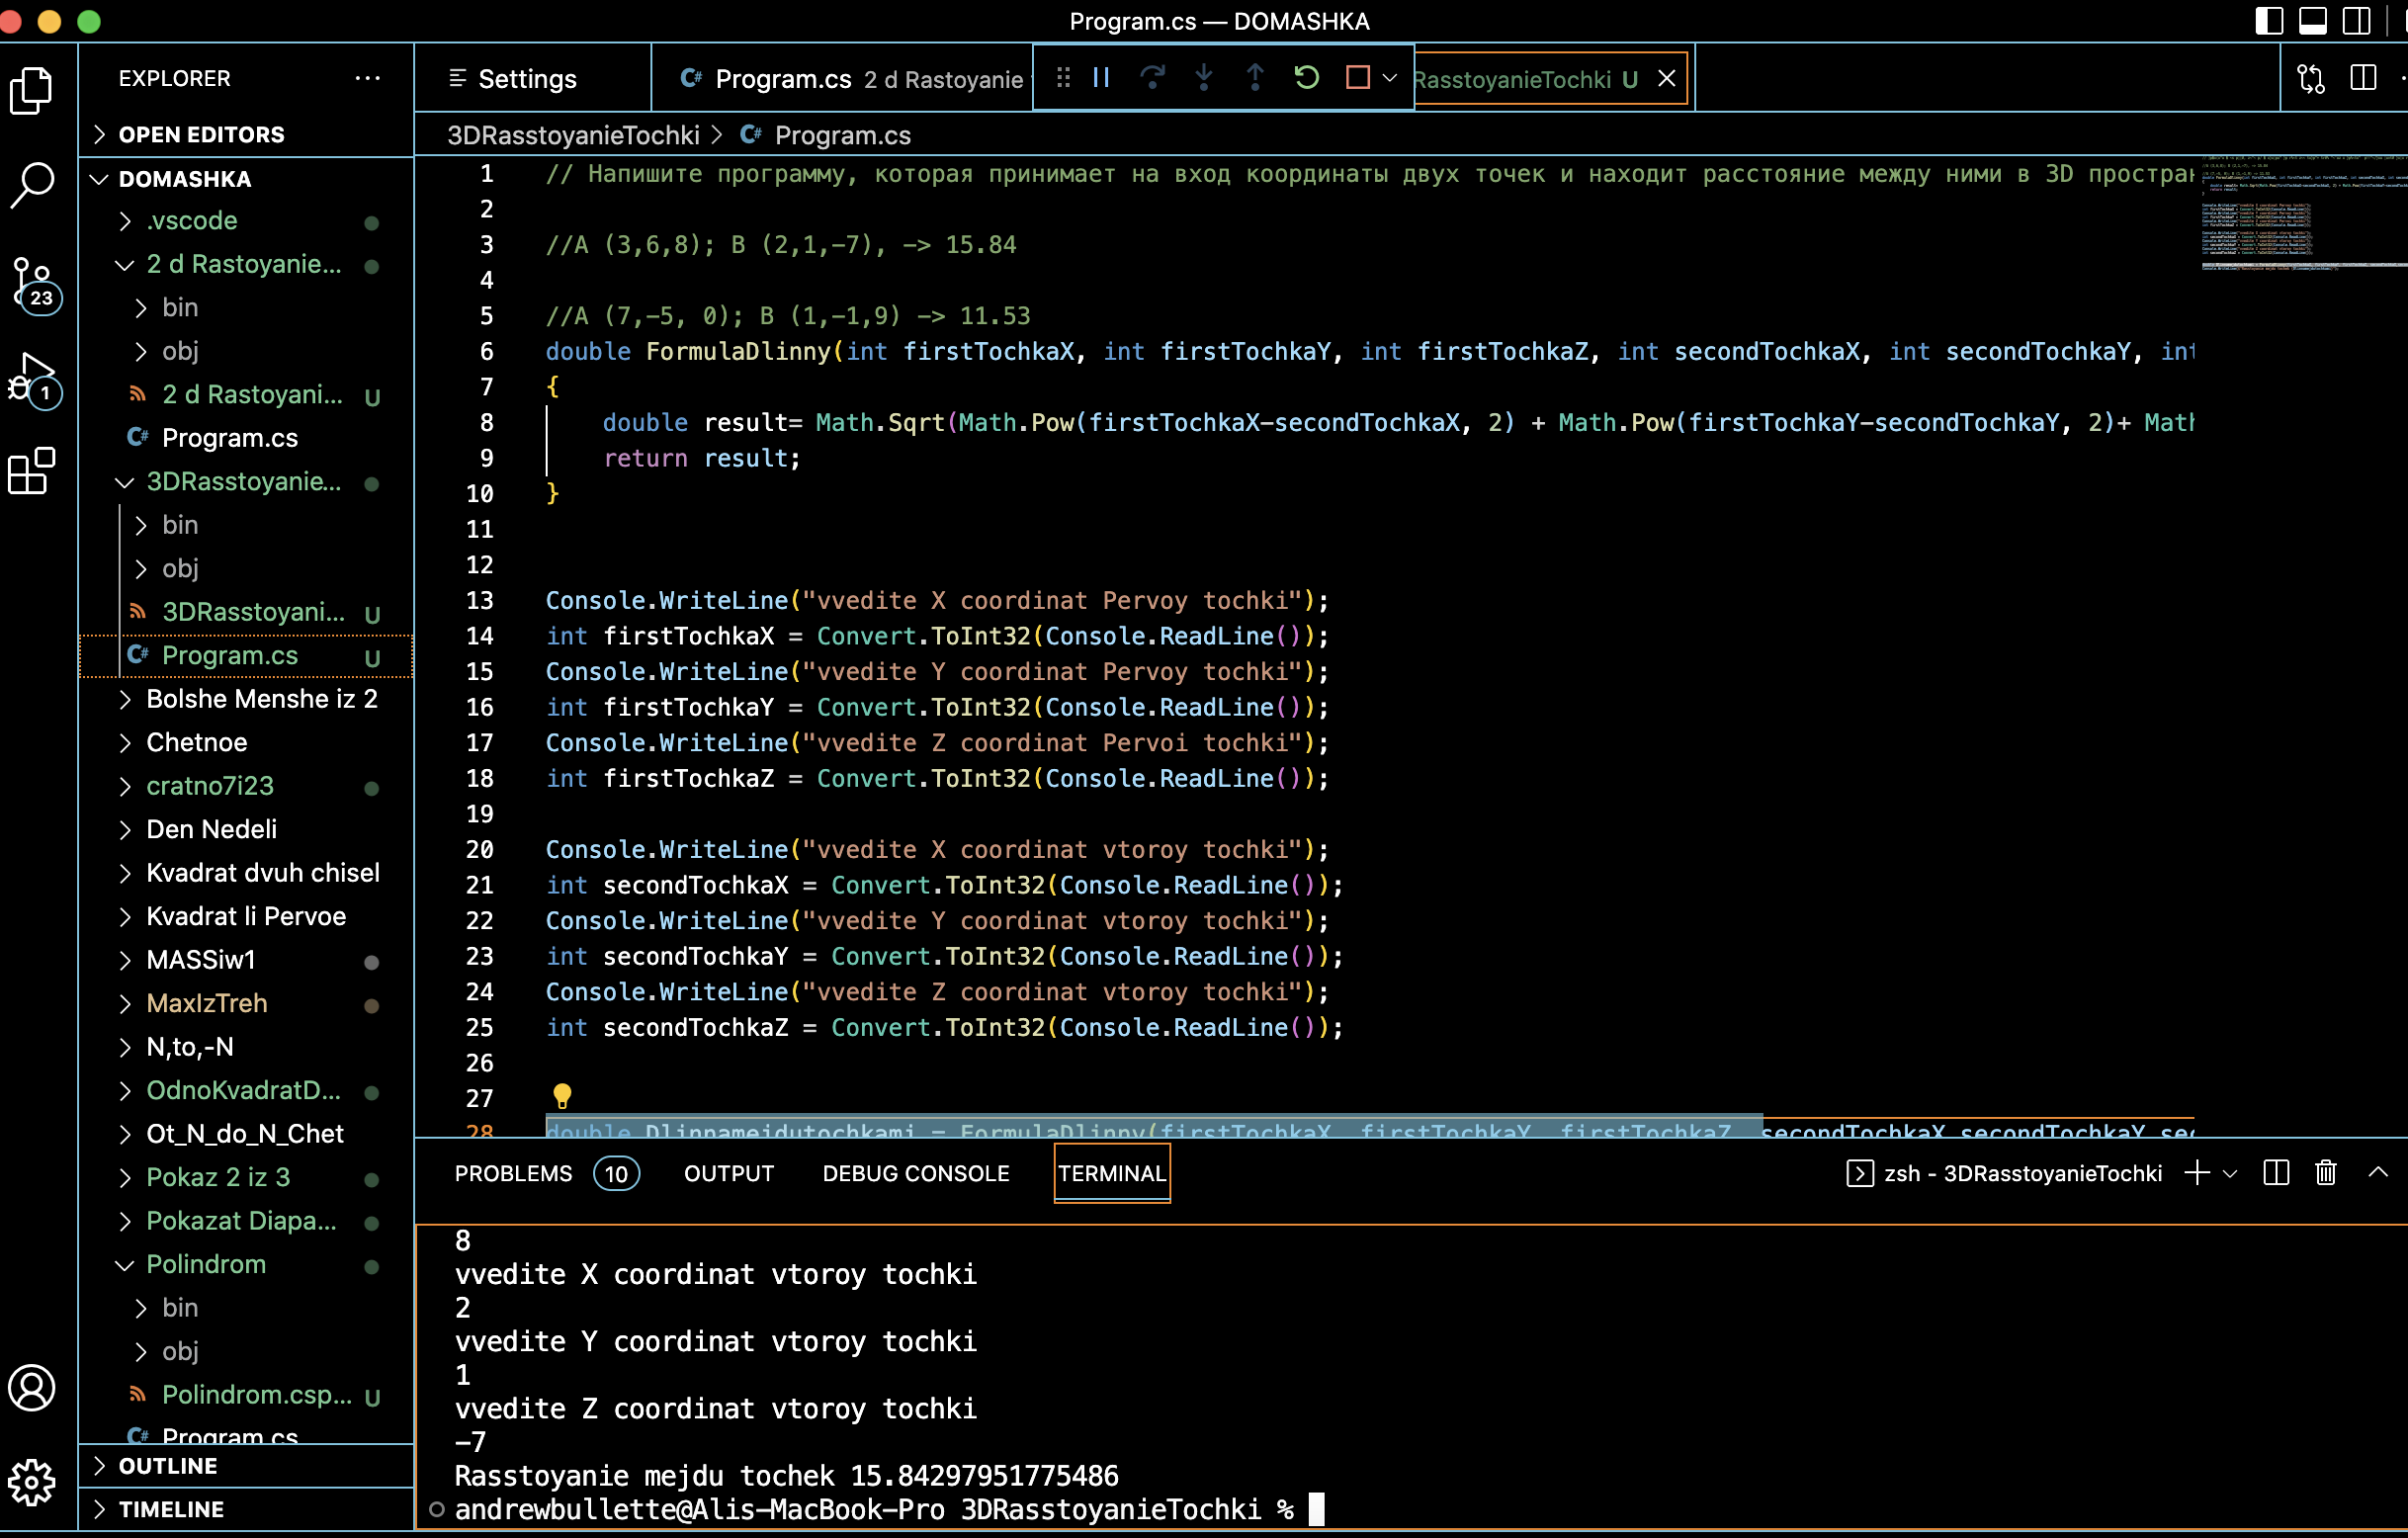 Program.cs — DOMASHKA
EXPLORER
OPEN EDITORS
DOMASHKA
.vscode
2 d Rastoyanie...
bin
obj
2 d Rastoyani... U
Program.cs
3DRasstoyanie...
bin
obj
3DRasstoyani... U
Program.cs U
Bolshe Menshe iz 2
Chetnoe
cratno7i23
Den Nedeli
Kvadrat dvuh chisel
Kvadrat li Pervoe
MASSiw1
MaxIzTreh
N,to,-N
OdnoKvadratD...
Ot_N_do_N_Chet
Pokaz 2 iz 3
Pokazat Diapa...
Polindrom
bin
obj
Polindrom.csp... U
Program.cs
OUTLINE
TIMELINE
23
1
Settings
C# Program.cs 2 d Rastoyanie
RasstoyanieTochki U
3DRasstoyanieTochki > C# Program.cs
1 // Напишите программу, которая принимает на вход координаты двух точек и находит расстояние между ними в 3D простран
2
3 //A (3,6,8); B (2,1,-7), -> 15.84
4
5 //A (7,-5, 0); B (1,-1,9) -> 11.53
6 double FormulaDlinny(int firstTochkaX, int firstTochkaY, int firstTochkaZ, int secondTochkaX, int secondTochkaY, int
7 {
8 double result= Math.Sqrt(Math.Pow(firstTochkaX-secondTochkaX, 2) + Math.Pow(firstTochkaY-secondTochkaY, 2)+ Math
9 return result;
10 }
11
12
13 Console.WriteLine("vvedite X coordinat Pervoy tochki");
14 int firstTochkaX = Convert.ToInt32(Console.ReadLine());
15 Console.WriteLine("vvedite Y coordinat Pervoy tochki");
16 int firstTochkaY = Convert.ToInt32(Console.ReadLine());
17 Console.WriteLine("vvedite Z coordinat Pervoi tochki");
18 int firstTochkaZ = Convert.ToInt32(Console.ReadLine());
19
20 Console.WriteLine("vvedite X coordinat vtoroy tochki");
21 int secondTochkaX = Convert.ToInt32(Console.ReadLine());
22 Console.WriteLine("vvedite Y coordinat vtoroy tochki");
23 int secondTochkaY = Convert.ToInt32(Console.ReadLine());
24 Console.WriteLine("vvedite Z coordinat vtoroy tochki");
25 int secondTochkaZ = Convert.ToInt32(Console.ReadLine());
26
27
28 double Dlinnamejdutochkami = FormulaDlinny(firstTochkaX, firstTochkaY, firstTochkaZ, secondTochkaX,secondTochkaY,sec
PROBLEMS 10 OUTPUT DEBUG CONSOLE TERMINAL zsh - 3DRasstoyanieTochki
8
vvedite X coordinat vtoroy tochki
2
vvedite Y coordinat vtoroy tochki
1
vvedite Z coordinat vtoroy tochki
-7
Rasstoyanie mejdu tochek 15.84297951775486
andrewbullette@Alis-MacBook-Pro 3DRasstoyanieTochki %